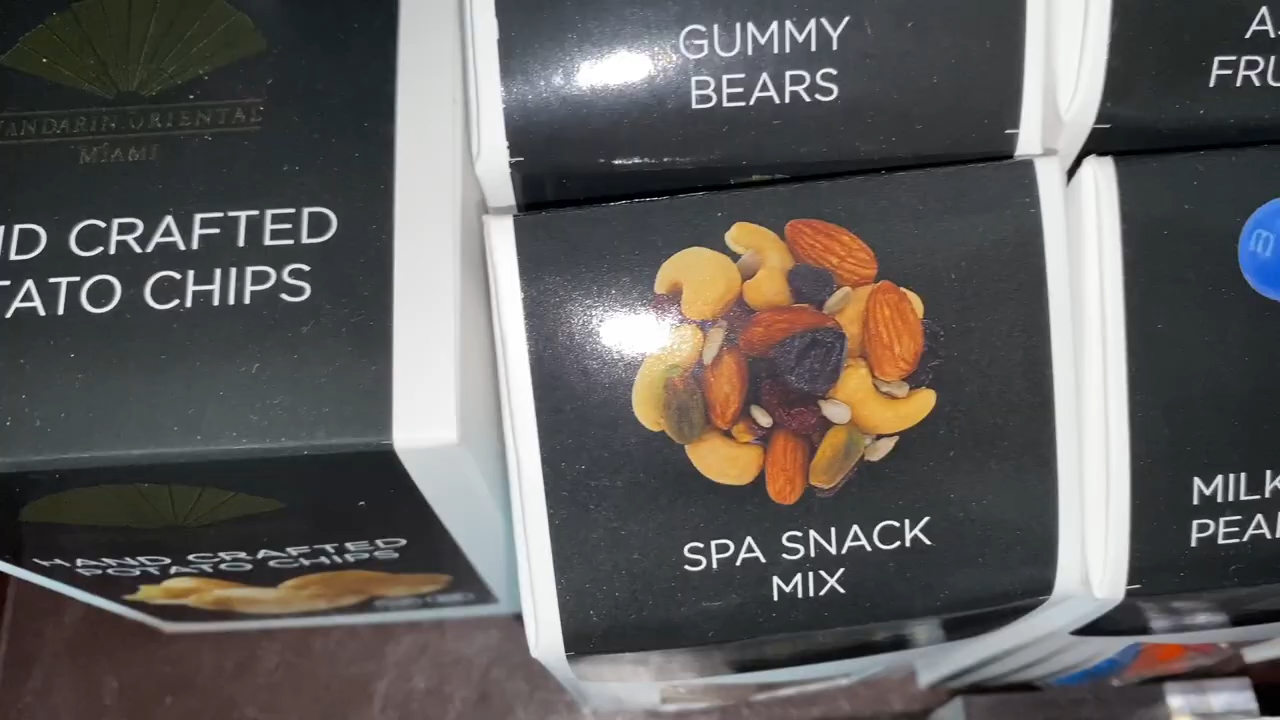 MANDARIN ORIENTAL
MIAMI
ND CRAFTED
TATO CHIPS
HAND CRAFTED
POTATO CHIPS
GUMMY
BEARS
SPA SNACK
MIX
A
FRU
m
MILK
PEA